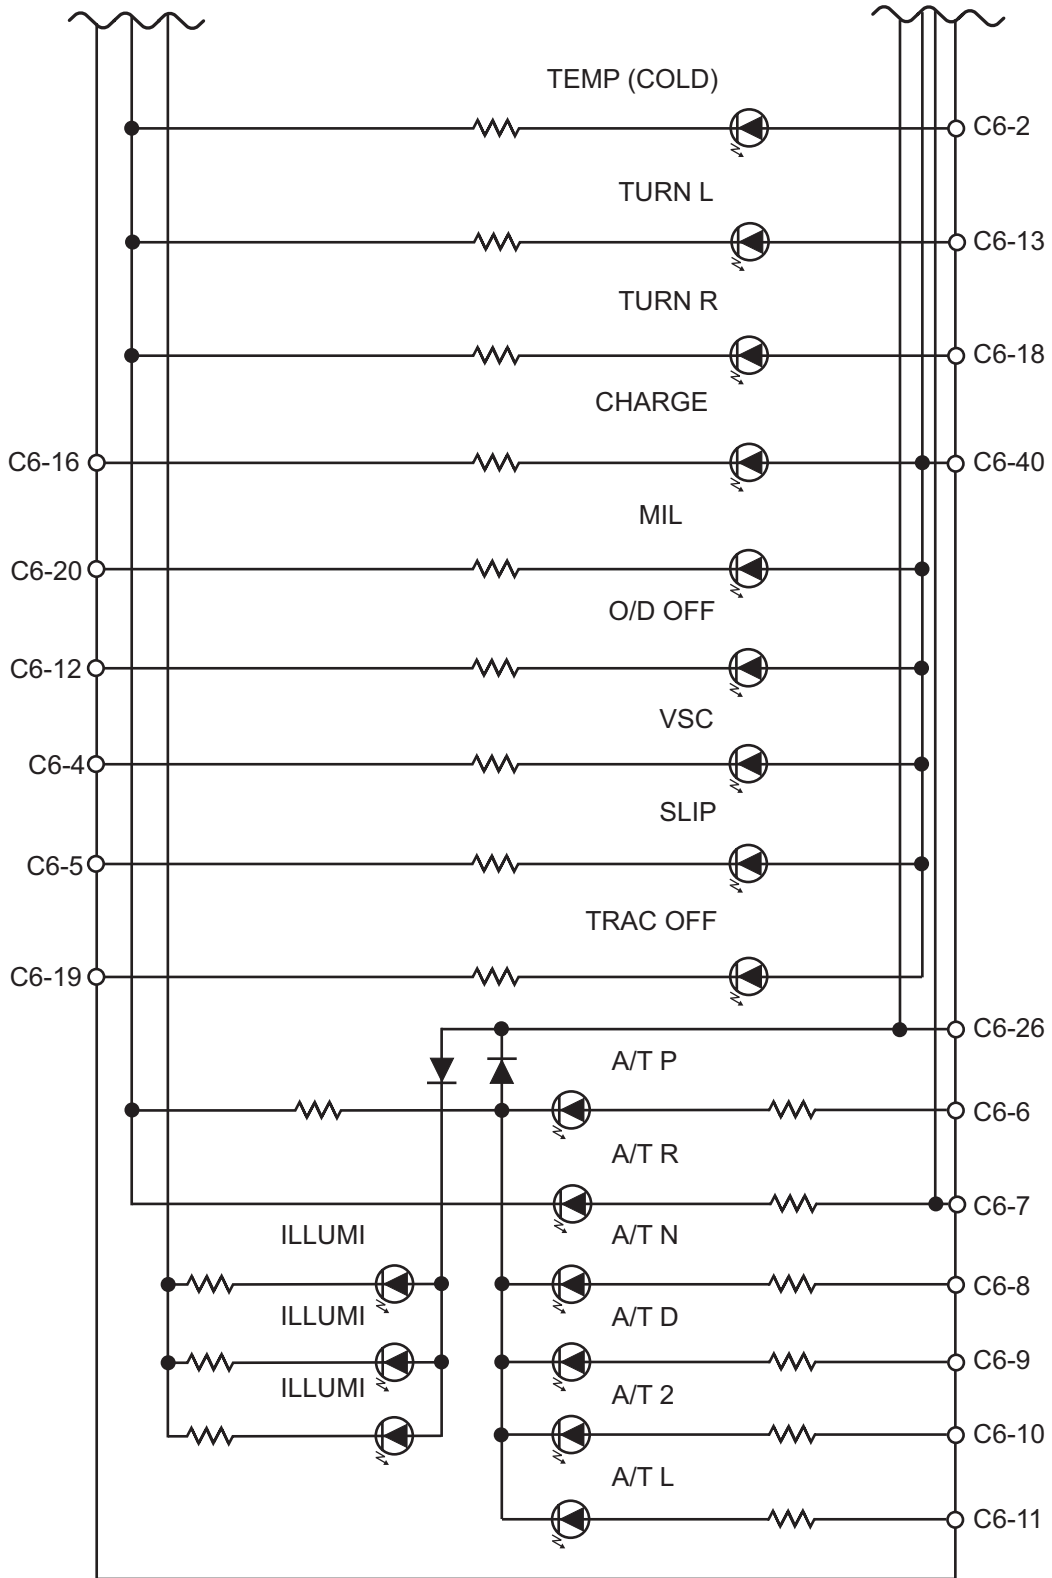 TEMP (COLD)
C6-2
TURN L
C6-13
TURN R
C6-18
CHARGE
C6-16
C6-40
MIL
C6-20
O/D OFF
C6-12
VSC
C6-4
SLIP
C6-5
TRAC OFF
C6-19
C6-26
A/T P
C6-6
A/T R
C6-7
ILLUMI
A/T N
C6-8
ILLUMI
A/T D
C6-9
ILLUMI
A/T 2
C6-10
A/T L
C6-11